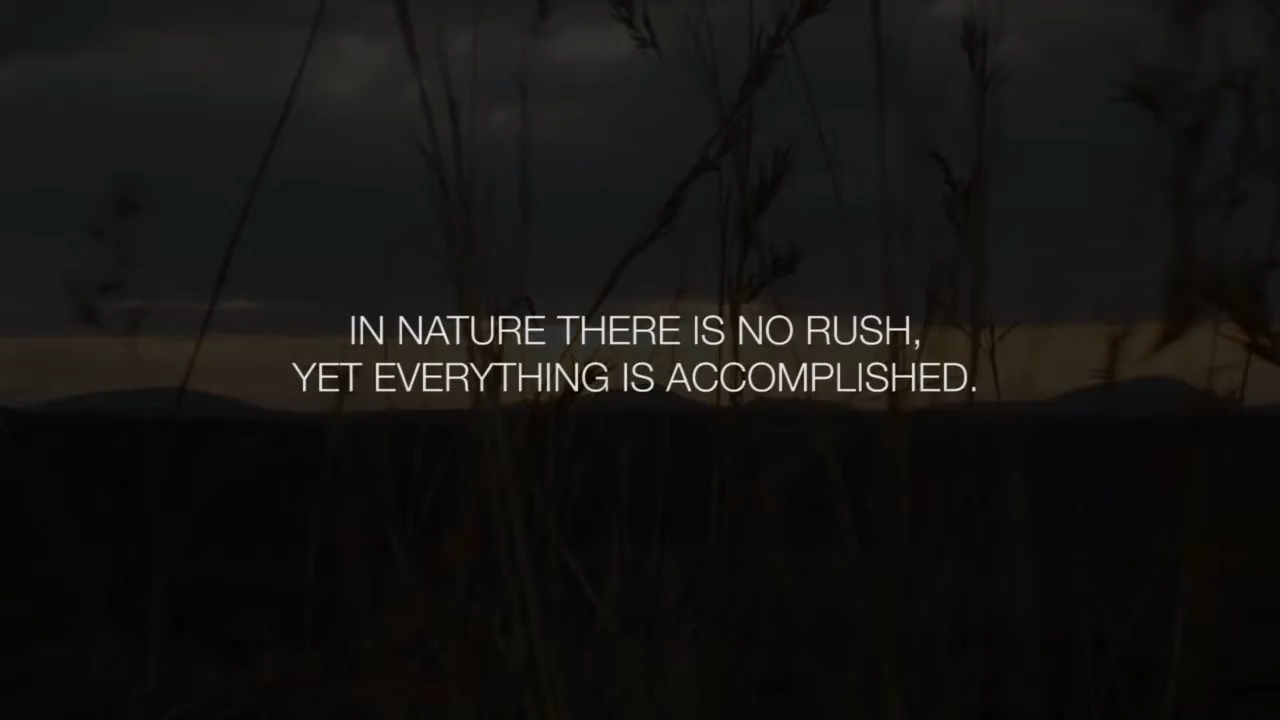 IN NATURE THERE IS NO RUSH,
YET EVERYTHING IS ACCOMPLISHED.